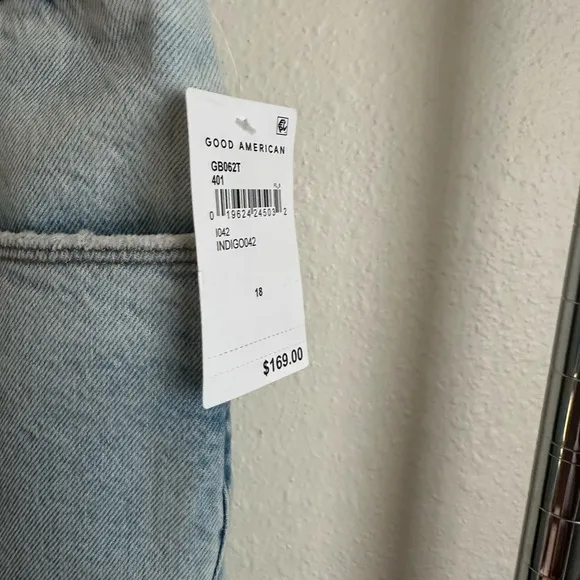 GOOD AMERICAN
GB062T
401
0 19624 24503 2
I042
INDIGO042
18
$169.00